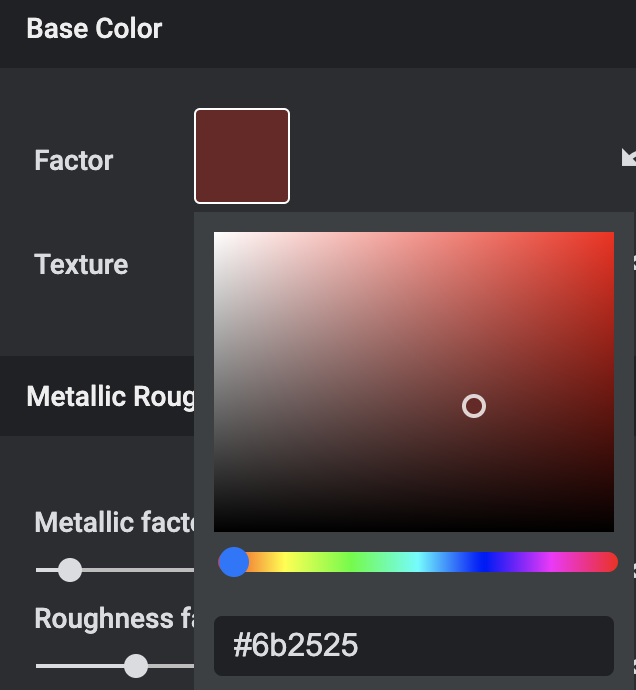 Base Color
Factor
Texture
Metallic Roug
Metallic facto
Roughness fa
#6b2525